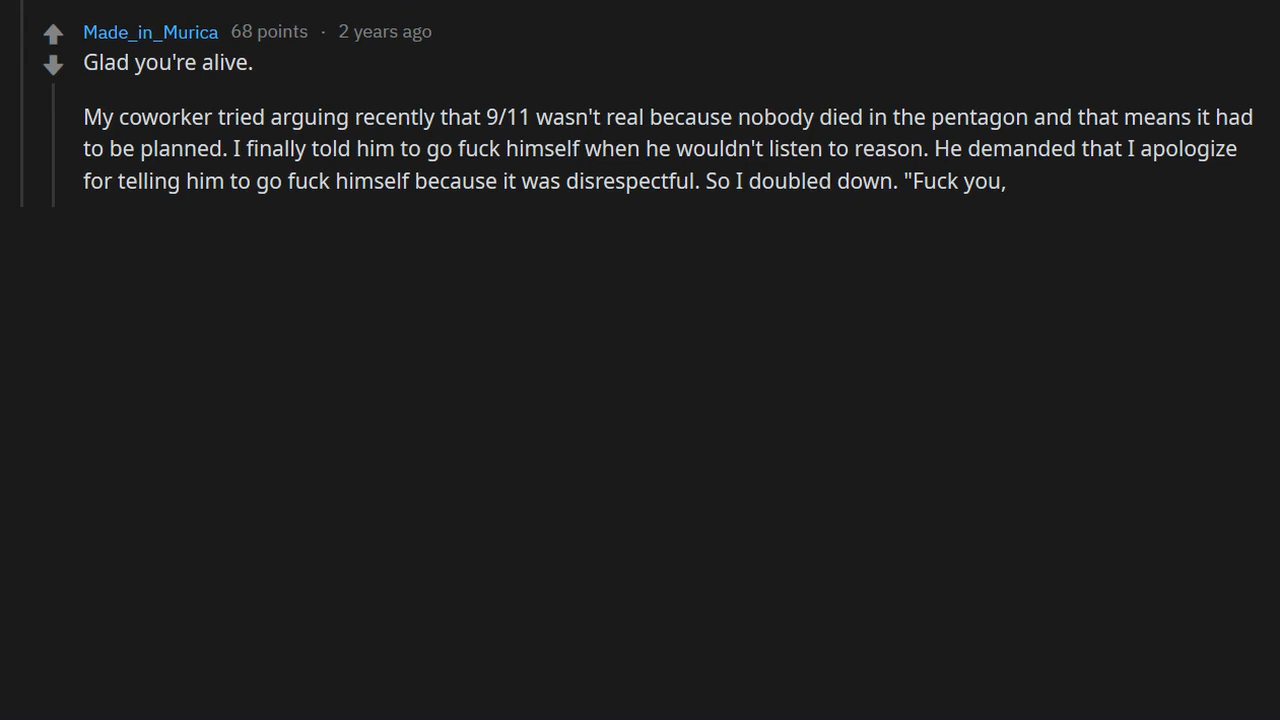 Made_in_Murica 68 points · 2 years ago
Glad you're alive.
My coworker tried arguing recently that 9/11 wasn't real because nobody died in the pentagon and that means it had
to be planned. I finally told him to go fuck himself when he wouldn't listen to reason. He demanded that I apologize
for telling him to go fuck himself because it was disrespectful. So I doubled down. "Fuck you,